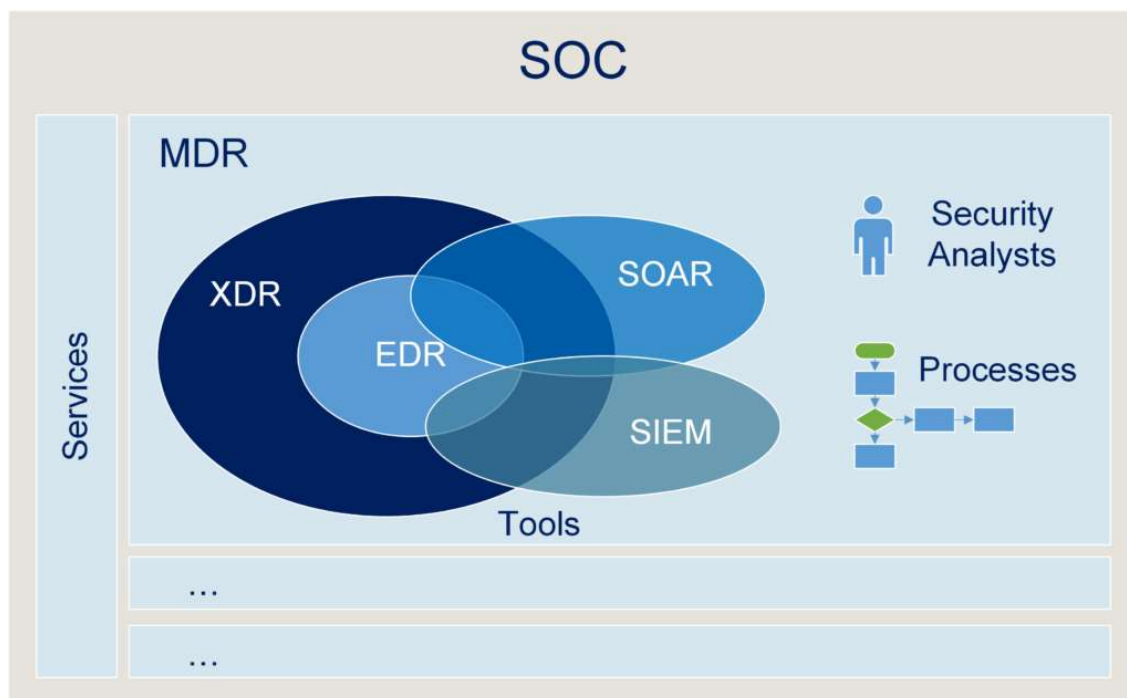 SOC
Services
MDR
XDR
EDR
SOAR
SIEM
Tools
Security
Analysts
Processes
...
...